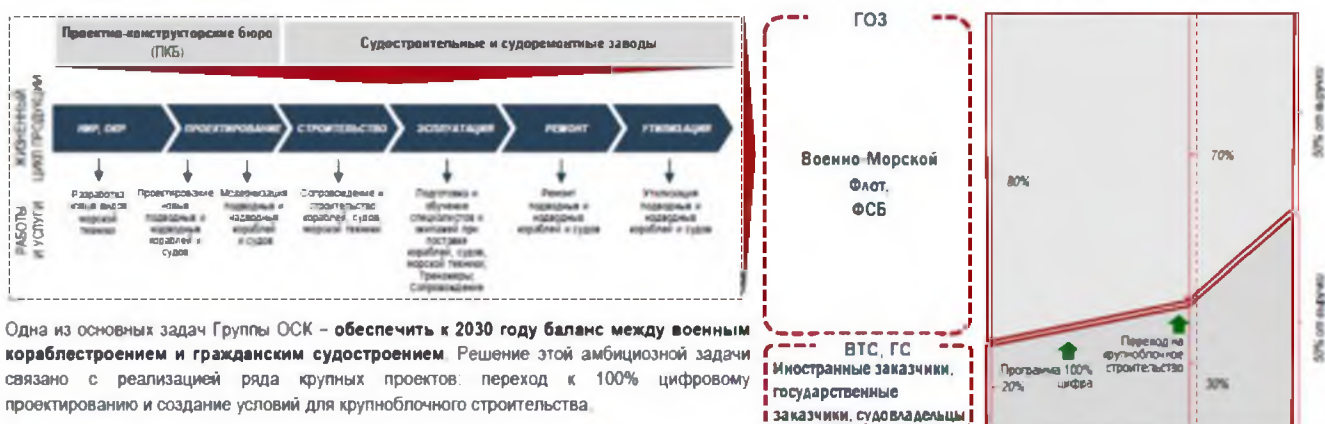 Проектно-конструкторские бюро
(ПКБ)
Судостроительные и судоремонтные заводы
ЖИЗНЕННЫЙ
ЦИКЛ ПРОДУКЦИИ
НИР, ОКР
ПРОЕКТИРОВАНИЕ
СТРОИТЕЛЬСТВО
ЭСПЛУАТАЦИЯ
РЕМОНТ
УТИЛИЗАЦИЯ
РАБОТЫ
И УСЛУГИ
Разработка
новых видов
морской
техники
Проектирование
новых
подводных и
надводных
кораблей и
судов
Модернизация
подводных и
надводных
кораблей
и судов
Сопровождение и
строительство
кораблей, судов,
морской техники
Подготовка и
обучение
специалистов и
экипажей при
поставке
кораблей, судов,
морской техники;
Тренажеры;
Сопровождение
Ремонт
подводных и
надводных
кораблей и судов
Утилизация
подводных и
надводных
кораблей и судов
Одна из основных задач Группы ОСК – обеспечить к 2030 году баланс между военным
кораблестроением и гражданским судостроением. Решение этой амбициозной задачи
связано с реализацией ряда крупных проектов: переход к 100% цифровому
проектированию и создание условий для крупноблочного строительства.
ГОЗ
Военно-Морской
Флот,
ФСБ
ВТС, ГС
Иностранные заказчики,
государственные
заказчики, судовладельцы
80%
70%
50% от выручки
Программа 100%
цифра
Переход на
крупноблочное
строительство
20%
30%
50% от выручки